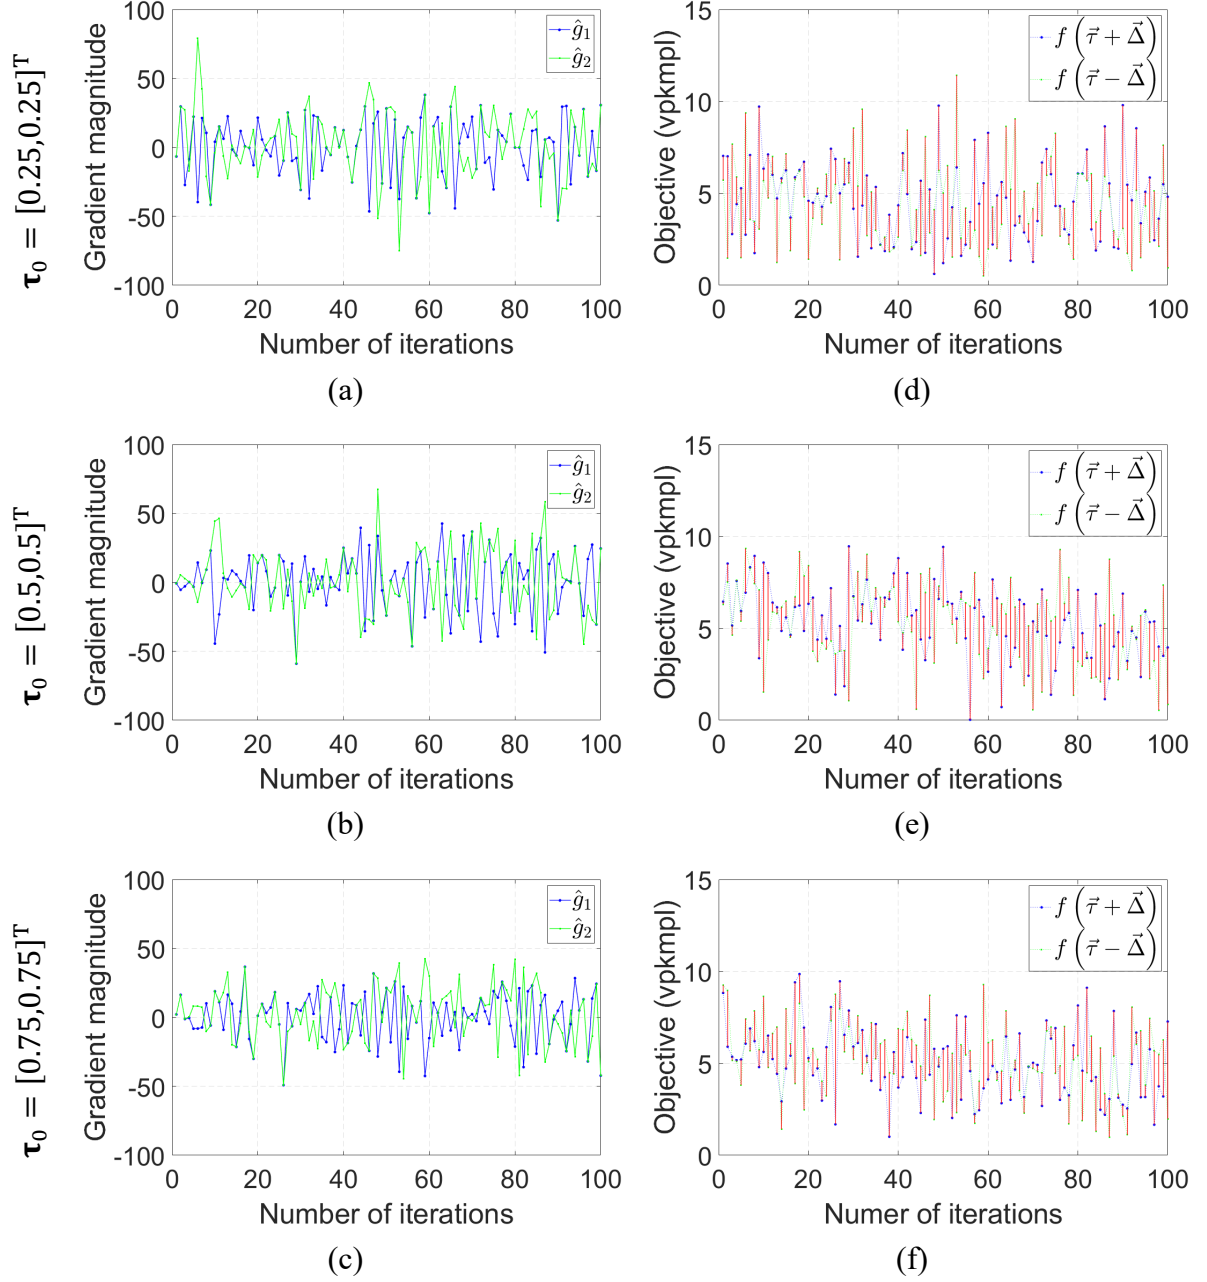 τ₀ = [0.25,0.25]ᵀ
Gradient magnitude
100
50
0
-50
-100
ĝ₁
ĝ₂
0 20 40 60 80 100
Number of iterations
(a)
Objective (vpkmpl)
15
10
5
0
f (τ⃗ + Δ⃗)
f (τ⃗ − Δ⃗)
0 20 40 60 80 100
Numer of iterations
(d)
τ₀ = [0.5,0.5]ᵀ
Gradient magnitude
100
50
0
-50
-100
ĝ₁
ĝ₂
0 20 40 60 80 100
Number of iterations
(b)
Objective (vpkmpl)
15
10
5
0
f (τ⃗ + Δ⃗)
f (τ⃗ − Δ⃗)
0 20 40 60 80 100
Numer of iterations
(e)
τ₀ = [0.75,0.75]ᵀ
Gradient magnitude
100
50
0
-50
-100
ĝ₁
ĝ₂
0 20 40 60 80 100
Number of iterations
(c)
Objective (vpkmpl)
15
10
5
0
f (τ⃗ + Δ⃗)
f (τ⃗ − Δ⃗)
0 20 40 60 80 100
Numer of iterations
(f)